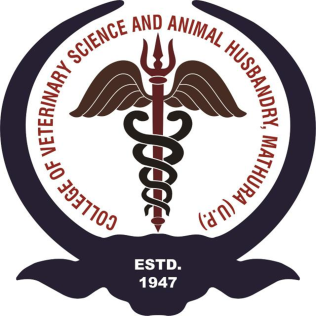 COLLEGE OF VETERINARY SCIENCE AND ANIMAL HUSBANDRY, MATHURA (U.P.)
ESTD.
1947